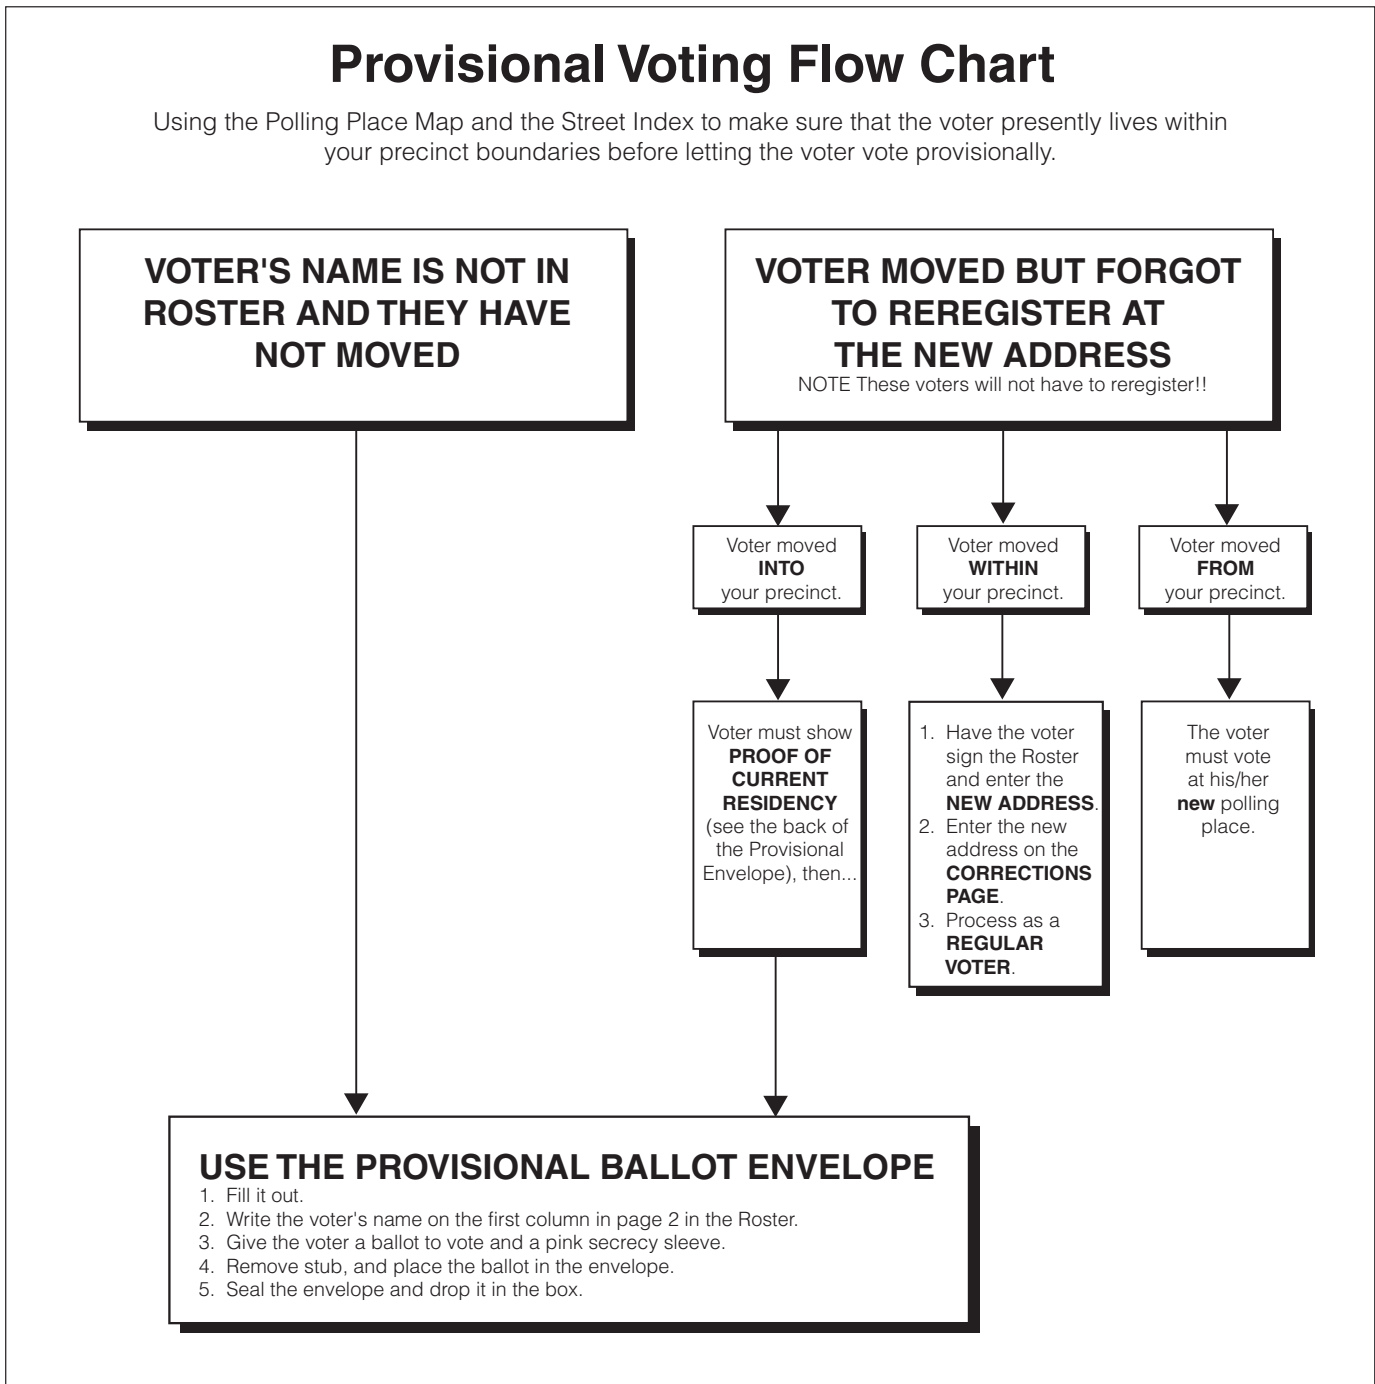 Provisional Voting Flow Chart
Using the Polling Place Map and the Street Index to make sure that the voter presently lives within
your precinct boundaries before letting the voter vote provisionally.
VOTER'S NAME IS NOT IN
ROSTER AND THEY HAVE
NOT MOVED
VOTER MOVED BUT FORGOT
TO REREGISTER AT
THE NEW ADDRESS
NOTE These voters will not have to reregister!!
Voter moved
INTO
your precinct.
Voter moved
WITHIN
your precinct.
Voter moved
FROM
your precinct.
Voter must show
PROOF OF
CURRENT
RESIDENCY
(see the back of
the Provisional
Envelope), then...
1. Have the voter
sign the Roster
and enter the
NEW ADDRESS.
2. Enter the new
address on the
CORRECTIONS
PAGE.
3. Process as a
REGULAR
VOTER.
The voter
must vote
at his/her
new polling
place.
USE THE PROVISIONAL BALLOT ENVELOPE
1. Fill it out.
2. Write the voter's name on the first column in page 2 in the Roster.
3. Give the voter a ballot to vote and a pink secrecy sleeve.
4. Remove stub, and place the ballot in the envelope.
5. Seal the envelope and drop it in the box.